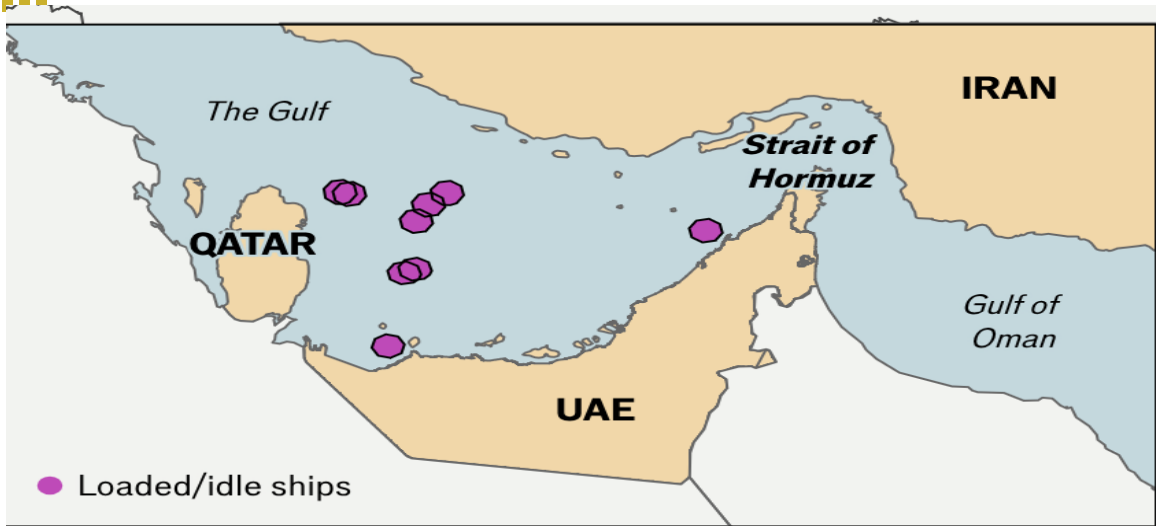 IRAN
The Gulf
Strait of
Hormuz
QATAR
Gulf of
Oman
UAE
Loaded/idle ships